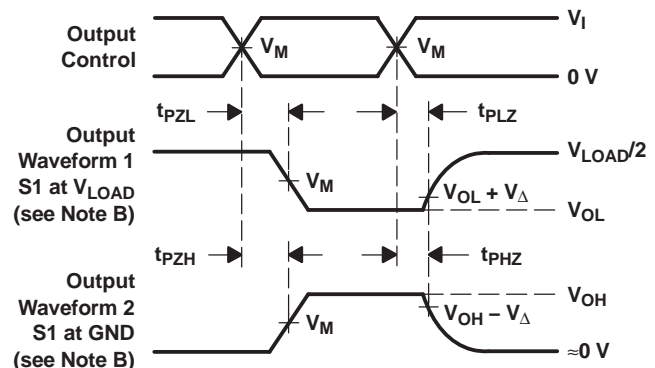 Output
Control
V_M
V_M
V_I
0 V
t_PZL
t_PLZ
Output
Waveform 1
S1 at V_LOAD
(see Note B)
V_M
V_LOAD/2
V_OL + V_Δ
V_OL
t_PZH
t_PHZ
Output
Waveform 2
S1 at GND
(see Note B)
V_M
V_OH
V_OH − V_Δ
≈0 V